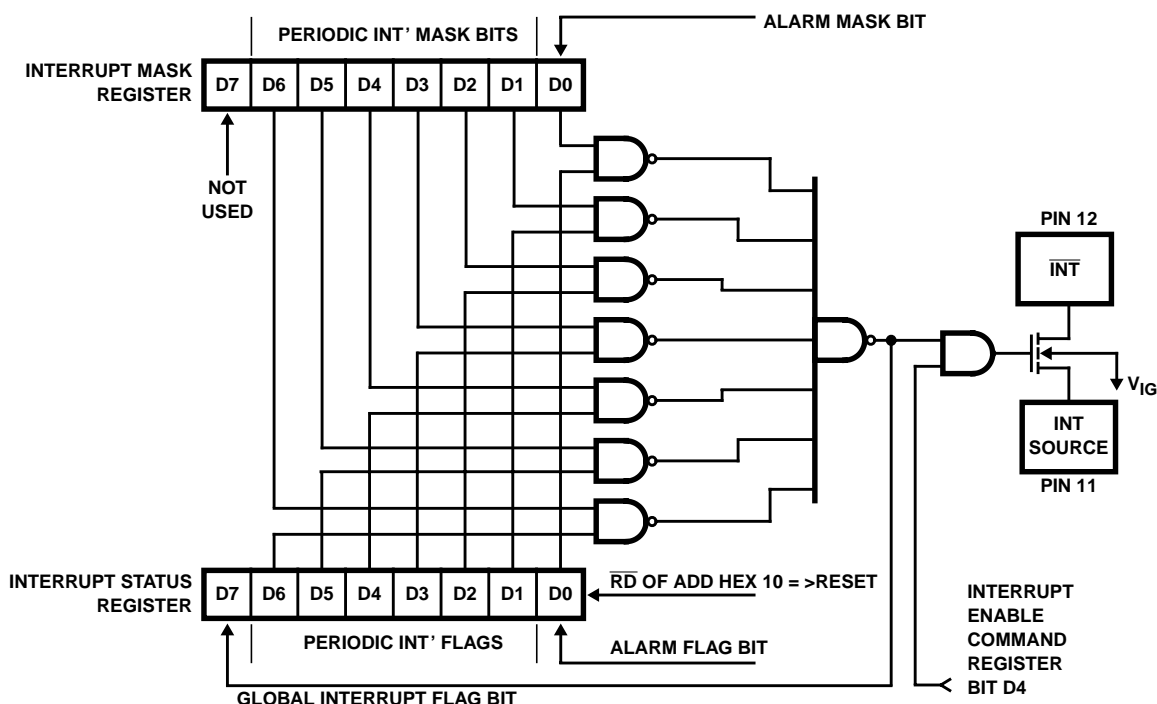 ALARM MASK BIT
PERIODIC INT’ MASK BITS
INTERRUPT MASK
REGISTER
D7 D6 D5 D4 D3 D2 D1 D0
NOT
USED
PIN 12
INT
VIG
INT
SOURCE
PIN 11
INTERRUPT STATUS
REGISTER
D7 D6 D5 D4 D3 D2 D1 D0
RD OF ADD HEX 10 = >RESET
PERIODIC INT’ FLAGS
ALARM FLAG BIT
GLOBAL INTERRUPT FLAG BIT
INTERRUPT
ENABLE
COMMAND
REGISTER
BIT D4